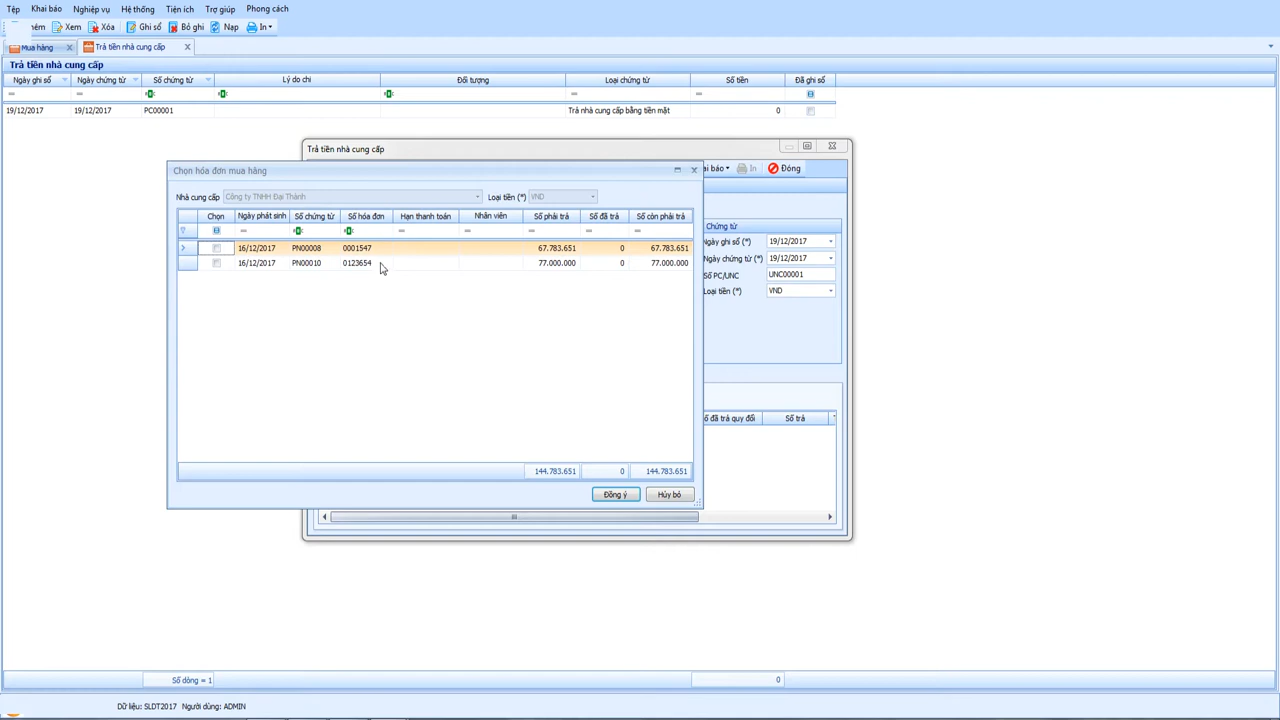 Tệp Khai báo Nghiệp vụ Hệ thống Tiện ích Trợ giúp Phong cách
Xem Xóa Ghi sổ Bỏ ghi Nạp In
Mua hàng Trả tiền nhà cung cấp
Trả tiền nhà cung cấp
Ngày ghi sổ Ngày chứng từ Số chứng từ Lý do chi Đối tượng Loại chứng từ Số tiền Đã ghi sổ
19/12/2017 19/12/2017 PC00001 Trả nhà cung cấp bằng tiền mặt 0
Trả tiền nhà cung cấp
ai báo In Đóng
Chọn hóa đơn mua hàng
Nhà cung cấp Công ty TNHH Đại Thành Loại tiền (*) VND
Chọn Ngày phát sinh Số chứng từ Số hóa đơn Hạn thanh toán Nhân viên Số phải trả Số đã trả Số còn phải trả
16/12/2017 PN00008 0001547 67.783.651 0 67.783.651
16/12/2017 PN00010 0123654 77.000.000 0 77.000.000
144.783.651 0 144.783.651
Đồng ý Hủy bỏ
Chứng từ
Ngày ghi sổ (*) 19/12/2017
Ngày chứng từ (*) 19/12/2017
Số PC/UNC UNC00001
Loại tiền (*) VND
ố đã trả quy đổi Số trả
Số dòng = 1 0
Dữ liệu: SLDT2017 Người dùng: ADMIN